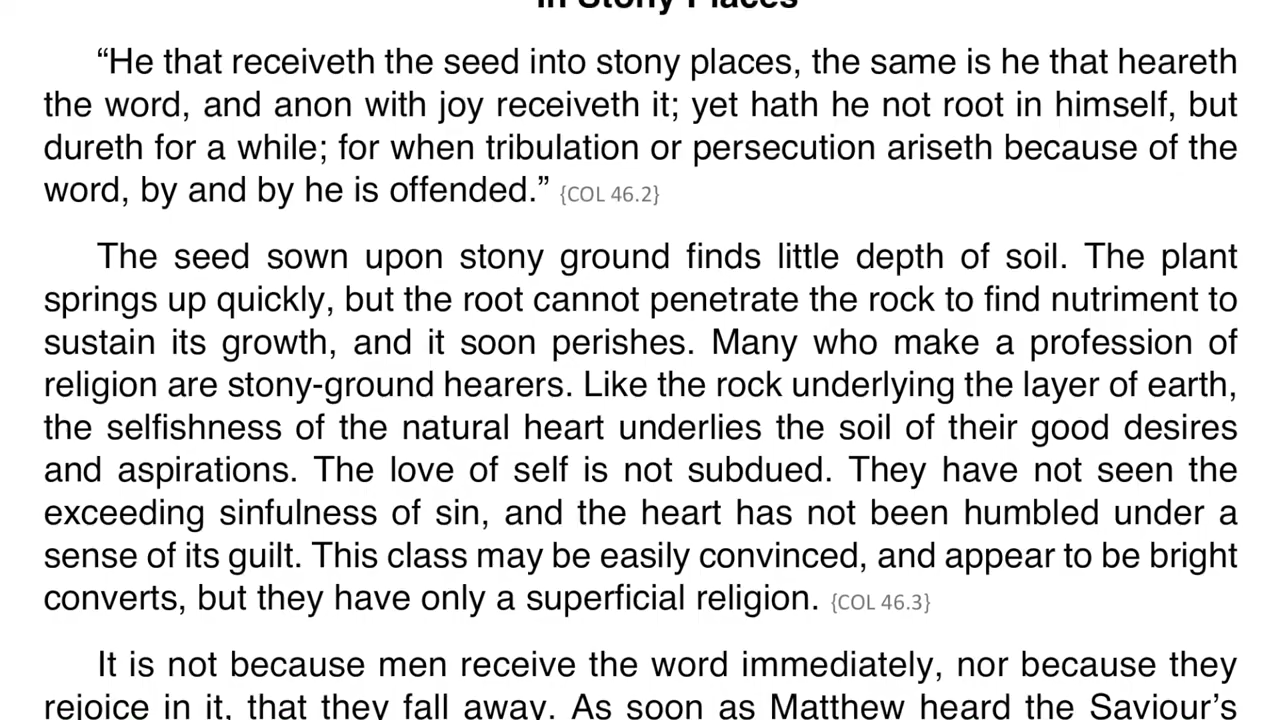 In Stony Places
“He that receiveth the seed into stony places, the same is he that heareth
the word, and anon with joy receiveth it; yet hath he not root in himself, but
dureth for a while; for when tribulation or persecution ariseth because of the
word, by and by he is offended.” {COL 46.2}
The seed sown upon stony ground finds little depth of soil. The plant
springs up quickly, but the root cannot penetrate the rock to find nutriment to
sustain its growth, and it soon perishes. Many who make a profession of
religion are stony-ground hearers. Like the rock underlying the layer of earth,
the selfishness of the natural heart underlies the soil of their good desires
and aspirations. The love of self is not subdued. They have not seen the
exceeding sinfulness of sin, and the heart has not been humbled under a
sense of its guilt. This class may be easily convinced, and appear to be bright
converts, but they have only a superficial religion. {COL 46.3}
It is not because men receive the word immediately, nor because they
rejoice in it, that they fall away. As soon as Matthew heard the Saviour’s